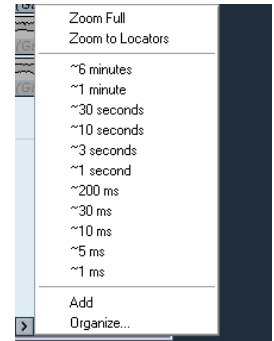 Zoom Full
Zoom to Locators
~6 minutes
~1 minute
~30 seconds
~10 seconds
~3 seconds
~1 second
~200 ms
~30 ms
~10 ms
~5 ms
~1 ms
Add
Organize...